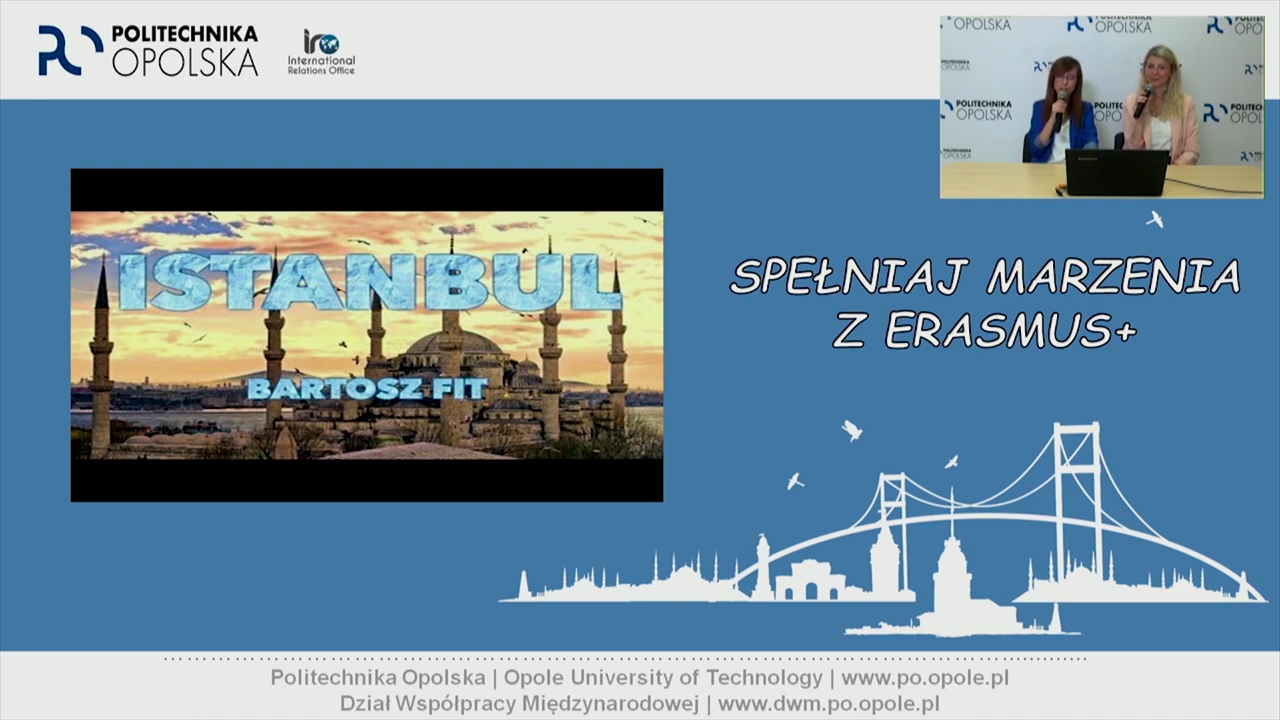 POLITECHNIKA
OPOLSKA
iro
International
Relations Office
POLITECHNIKA
OPOLSKA
ISTANBUL
BARTOSZ FIT
SPEŁNIAJ MARZENIA
Z ERASMUS+
Politechnika Opolska | Opole University of Technology | www.po.opole.pl
Dział Współpracy Międzynarodowej | www.dwm.po.opole.pl